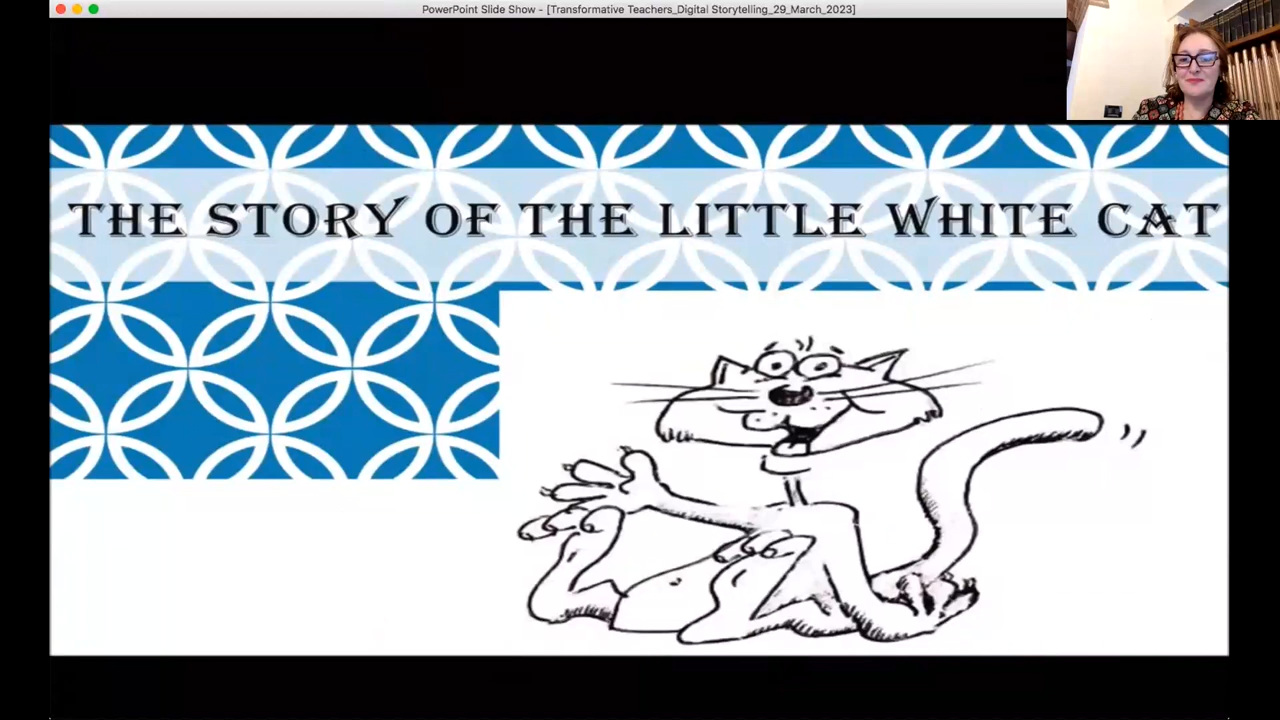 PowerPoint Slide Show - [Transformative Teachers_Digital Storytelling_29_March_2023]
THE STORY OF THE LITTLE WHITE CAT